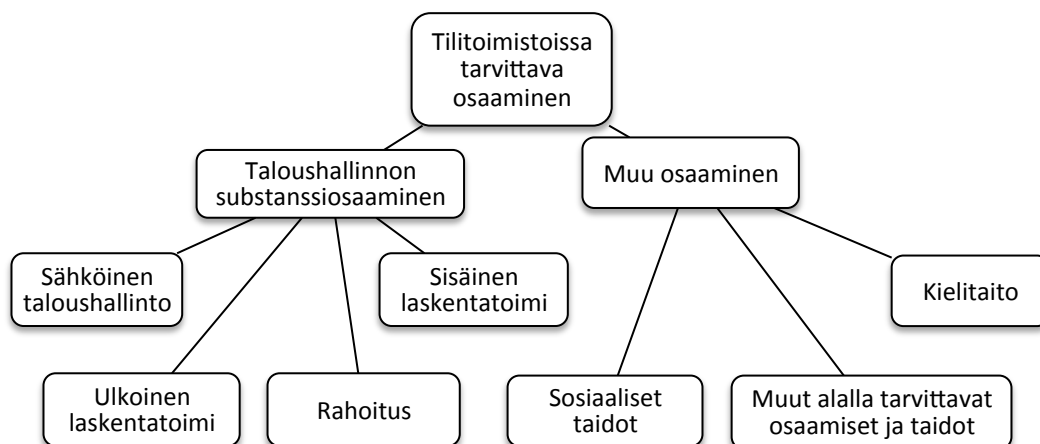 Tilitoimistoissa
tarvittava
osaaminen
Taloushallinnon
substanssiosaaminen
Muu osaaminen
Sähköinen
taloushallinto
Sisäinen
laskentatoimi
Kielitaito
Ulkoinen
laskentatoimi
Rahoitus
Sosiaaliset
taidot
Muut alalla tarvittavat
osaamiset ja taidot